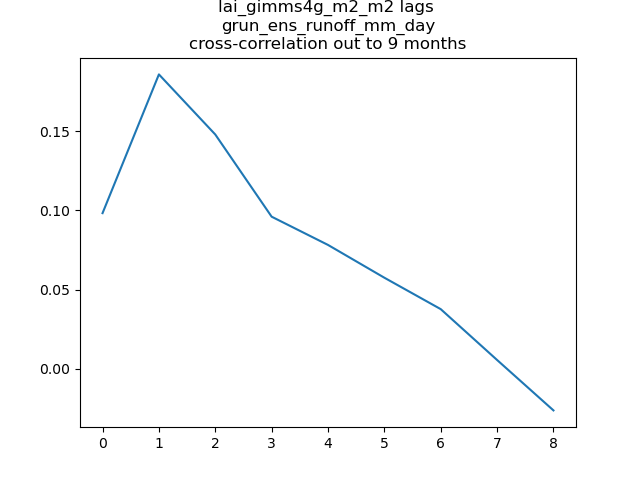 lai_gimms4g_m2_m2 lags
grun_ens_runoff_mm_day
cross-correlation out to 9 months
0.15
0.10
0.05
0.00
0 1 2 3 4 5 6 7 8